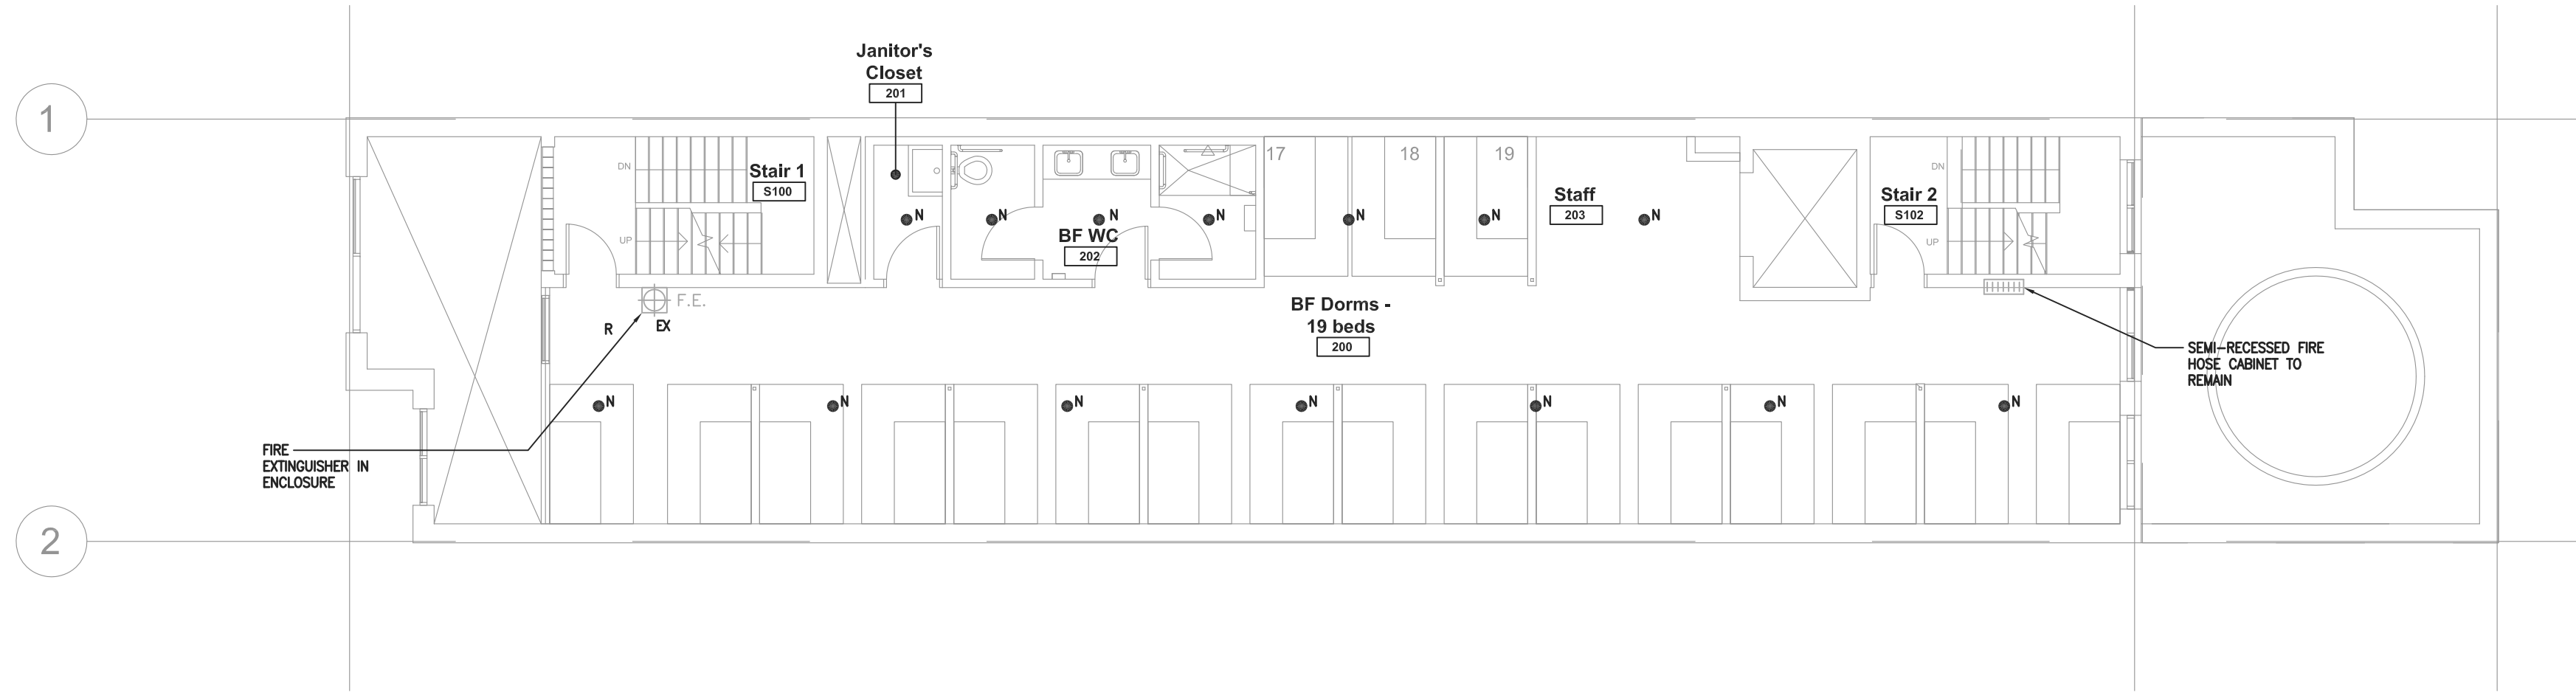 Janitor's
Closet
201
1
DN
UP
Stair 1
S100
N
N
BF WC
202
N
N
17
18
19
N
N
Staff
203
N
Stair 2
S102
DN
UP
F.E.
R
EX
BF Dorms -
19 beds
200
SEMI-RECESSED FIRE
HOSE CABINET TO
REMAIN
N
N
N
N
N
N
N
FIRE
EXTINGUISHER IN
ENCLOSURE
2